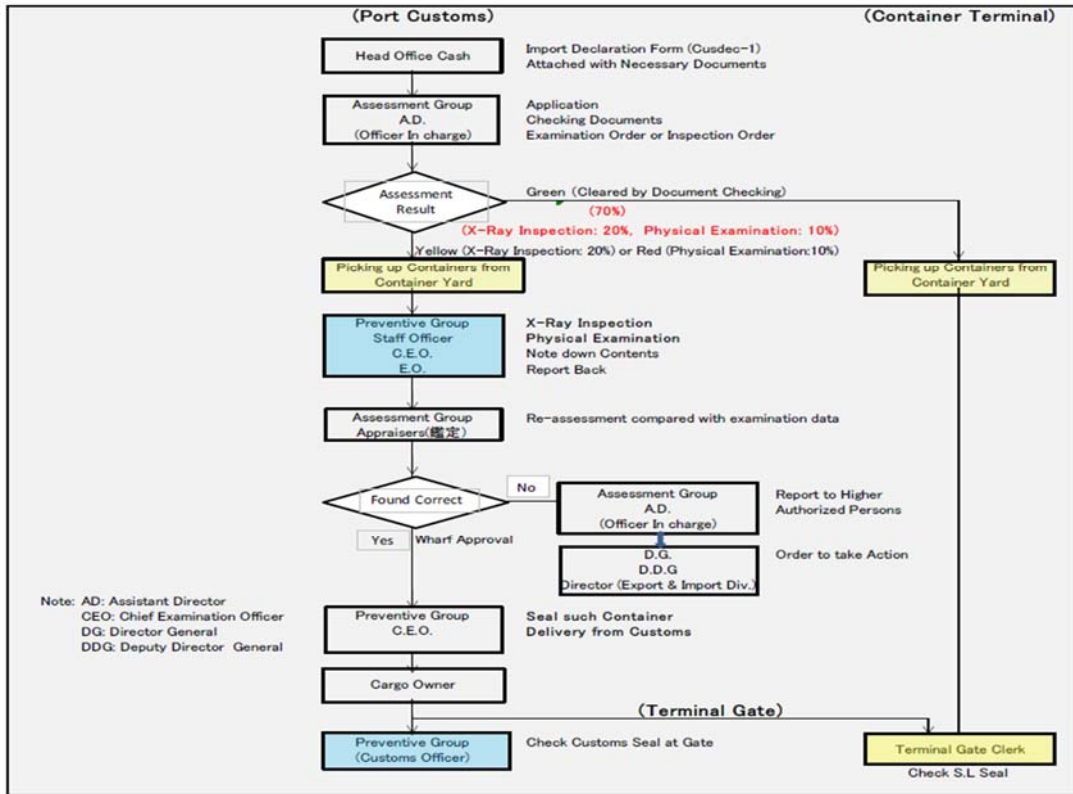 (Port Customs)
(Container Terminal)
Head Office Cash
Import Declaration Form (Cusdec-1)
Attached with Necessary Documents
Assessment Group
A.D.
(Officer In charge)
Application
Checking Documents
Examination Order or Inspection Order
Assessment
Result
Green (Cleared by Document Checking)
(70%)
(X-Ray Inspection: 20%, Physical Examination: 10%)
Yellow (X-Ray Inspection: 20%) or Red (Physical Examination:10%)
Picking up Containers from
Container Yard
Picking up Containers from
Container Yard
Preventive Group
Staff Officer
C.E.O.
E.O.
X-Ray Inspection
Physical Examination
Note down Contents
Report Back
Assessment Group
Appraisers(鑑定)
Re-assessment compared with examination data
Found Correct
No
Assessment Group
A.D.
(Officer In charge)
Report to Higher
Authorized Persons
Yes
Wharf Approval
D.G.
D.D.G
Director (Export & Import Div.)
Order to take Action
Note: AD: Assistant Director
CEO: Chief Examination Officer
DG: Director General
DDG: Deputy Director General
Preventive Group
C.E.O.
Seal such Container
Delivery from Customs
Cargo Owner
(Terminal Gate)
Preventive Group
(Customs Officer)
Check Customs Seal at Gate
Terminal Gate Clerk
Check S.L Seal